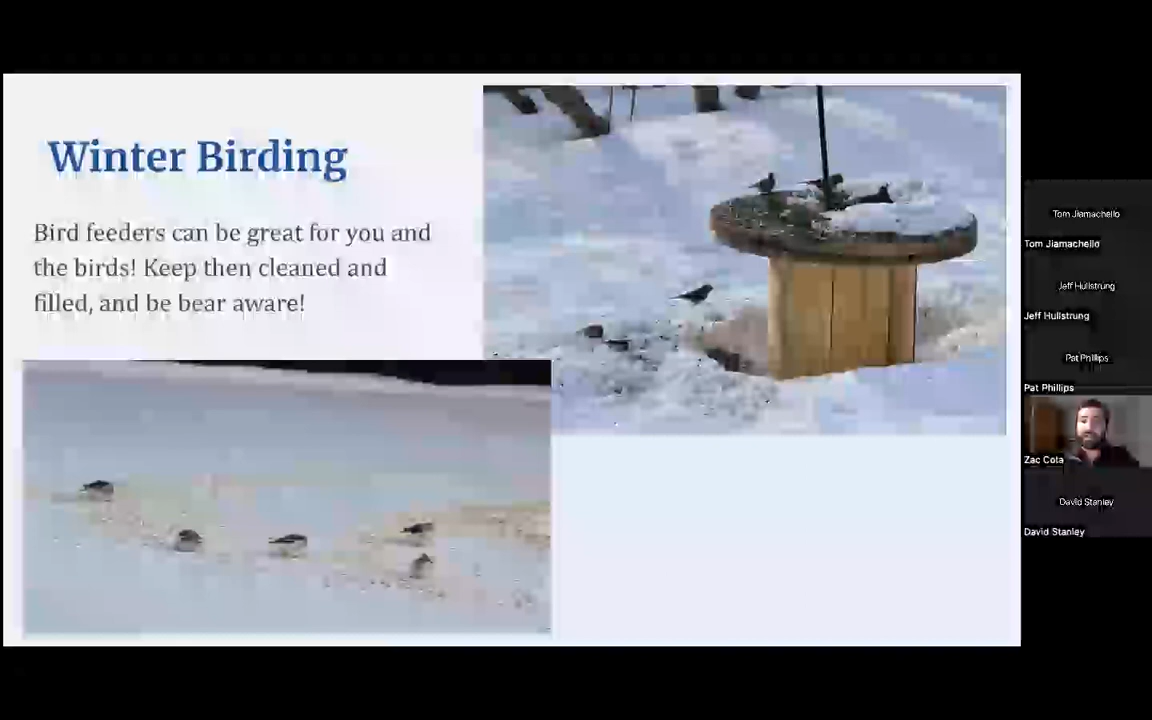 Winter Birding
Bird feeders can be great for you and
the birds! Keep then cleaned and
filled, and be bear aware!
Tom Jiamachello
Tom Jiamachello
Jeff Hullstrung
Jeff Hullstrung
Pat Phillips
Pat Phillips
Zac Cota
David Stanley
David Stanley